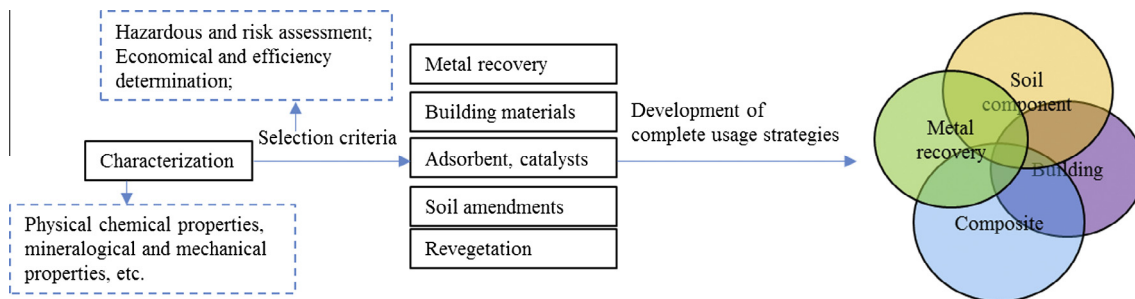 Hazardous and risk assessment;
Economical and efficiency
determination;
Characterization
Selection criteria
Physical chemical properties,
mineralogical and mechanical
properties, etc.
Metal recovery
Building materials
Adsorbent, catalysts
Soil amendments
Revegetation
Development of
complete usage strategies
Soil
component
Metal
recovery
Building
Composite